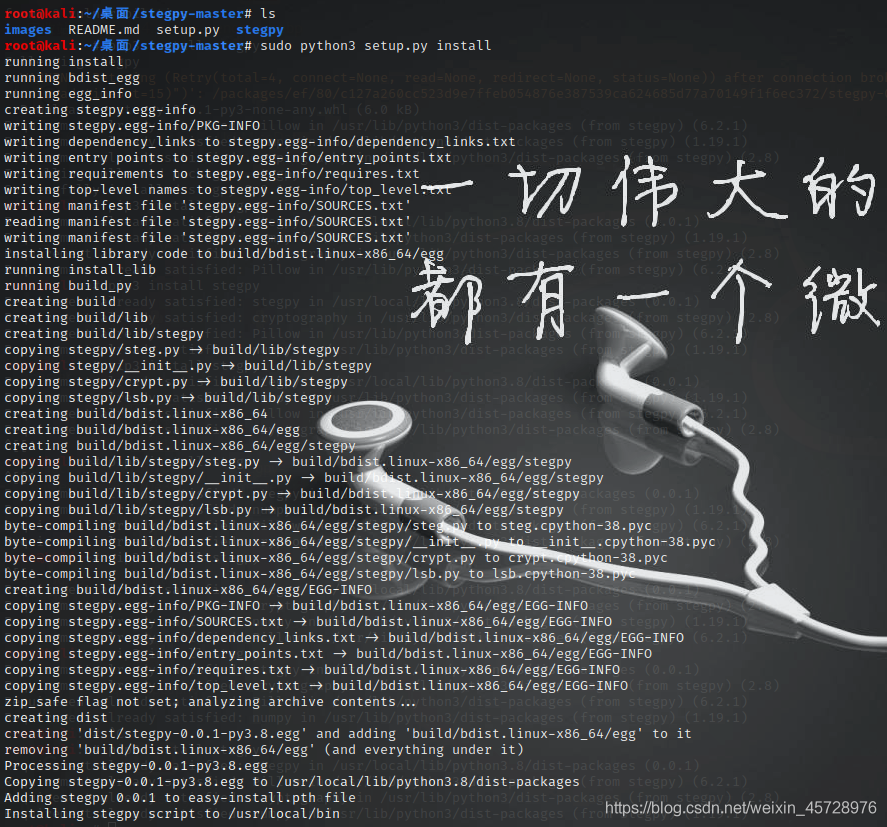 root@kali:~/桌面/stegpy-master# ls
images  README.md  setup.py  stegpy
root@kali:~/桌面/stegpy-master# sudo python3 setup.py install
running install
running bdist_egg
running egg_info
creating stegpy.egg-info
writing stegpy.egg-info/PKG-INFO
writing dependency_links to stegpy.egg-info/dependency_links.txt
writing entry points to stegpy.egg-info/entry_points.txt
writing requirements to stegpy.egg-info/requires.txt
writing top-level names to stegpy.egg-info/top_level.txt
writing manifest file 'stegpy.egg-info/SOURCES.txt'
reading manifest file 'stegpy.egg-info/SOURCES.txt'
writing manifest file 'stegpy.egg-info/SOURCES.txt'
installing library code to build/bdist.linux-x86_64/egg
running install_lib
running build_py
creating build
creating build/lib
creating build/lib/stegpy
copying stegpy/steg.py -> build/lib/stegpy
copying stegpy/__init__.py -> build/lib/stegpy
copying stegpy/crypt.py -> build/lib/stegpy
copying stegpy/lsb.py -> build/lib/stegpy
creating build/bdist.linux-x86_64
creating build/bdist.linux-x86_64/egg
creating build/bdist.linux-x86_64/egg/stegpy
copying build/lib/stegpy/steg.py -> build/bdist.linux-x86_64/egg/stegpy
copying build/lib/stegpy/__init__.py -> build/bdist.linux-x86_64/egg/stegpy
copying build/lib/stegpy/crypt.py -> build/bdist.linux-x86_64/egg/stegpy
copying build/lib/stegpy/lsb.py -> build/bdist.linux-x86_64/egg/stegpy
byte-compiling build/bdist.linux-x86_64/egg/stegpy/steg.py to steg.cpython-38.pyc
byte-compiling build/bdist.linux-x86_64/egg/stegpy/__init__.py to __init__.cpython-38.pyc
byte-compiling build/bdist.linux-x86_64/egg/stegpy/crypt.py to crypt.cpython-38.pyc
byte-compiling build/bdist.linux-x86_64/egg/stegpy/lsb.py to lsb.cpython-38.pyc
creating build/bdist.linux-x86_64/egg/EGG-INFO
copying stegpy.egg-info/PKG-INFO -> build/bdist.linux-x86_64/egg/EGG-INFO
copying stegpy.egg-info/SOURCES.txt -> build/bdist.linux-x86_64/egg/EGG-INFO
copying stegpy.egg-info/dependency_links.txt -> build/bdist.linux-x86_64/egg/EGG-INFO
copying stegpy.egg-info/entry_points.txt -> build/bdist.linux-x86_64/egg/EGG-INFO
copying stegpy.egg-info/requires.txt -> build/bdist.linux-x86_64/egg/EGG-INFO
copying stegpy.egg-info/top_level.txt -> build/bdist.linux-x86_64/egg/EGG-INFO
zip_safe flag not set; analyzing archive contents...
creating dist
creating 'dist/stegpy-0.0.1-py3.8.egg' and adding 'build/bdist.linux-x86_64/egg' to it
removing 'build/bdist.linux-x86_64/egg' (and everything under it)
Processing stegpy-0.0.1-py3.8.egg
Copying stegpy-0.0.1-py3.8.egg to /usr/local/lib/python3.8/dist-packages
Adding stegpy 0.0.1 to easy-install.pth file
Installing stegpy script to /usr/local/bin
一切伟大的
都有一个微
https://blog.csdn.net/weixin_45728976